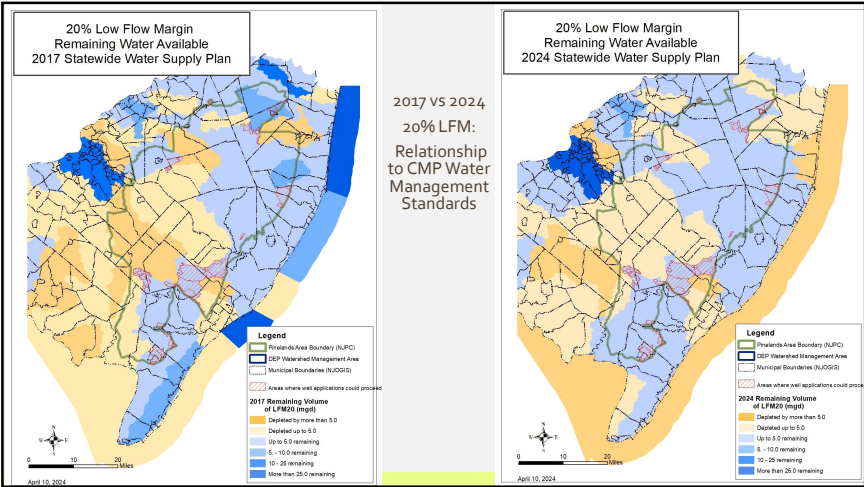 20% Low Flow Margin
Remaining Water Available
2017 Statewide Water Supply Plan
Legend
Pinelands Area Boundary (NJPC)
DEP Watershed Management Area
Municipal Boundaries (NJOGIS)
Areas where well applications could proceed
2017 Remaining Volume
of LFM20 (mgd)
Depleted by more than 5.0
Depleted up to 5.0
Up to 5.0 remaining
5. - 10.0 remaining
10 - 25 remaining
More than 25.0 remaining
N
W E
S
0 10 20
Miles
April 10, 2024
2017 vs 2024
20% LFM:
Relationship
to CMP Water
Management
Standards
20% Low Flow Margin
Remaining Water Available
2024 Statewide Water Supply Plan
Legend
Pinelands Area Boundary (NJPC)
DEP Watershed Management Area
Municipal Boundaries (NJOGIS)
Areas where well applications could procee
2024 Remaining Volume
of LFM20 (mgd)
Depleted by more than 5.0
Depleted up to 5.0
Up to 5.0 remaining
5. - 10.0 remaining
10 - 25 remaining
More than 25.0 remaining
N
W E
S
0 10 20
Miles
April 10, 2024